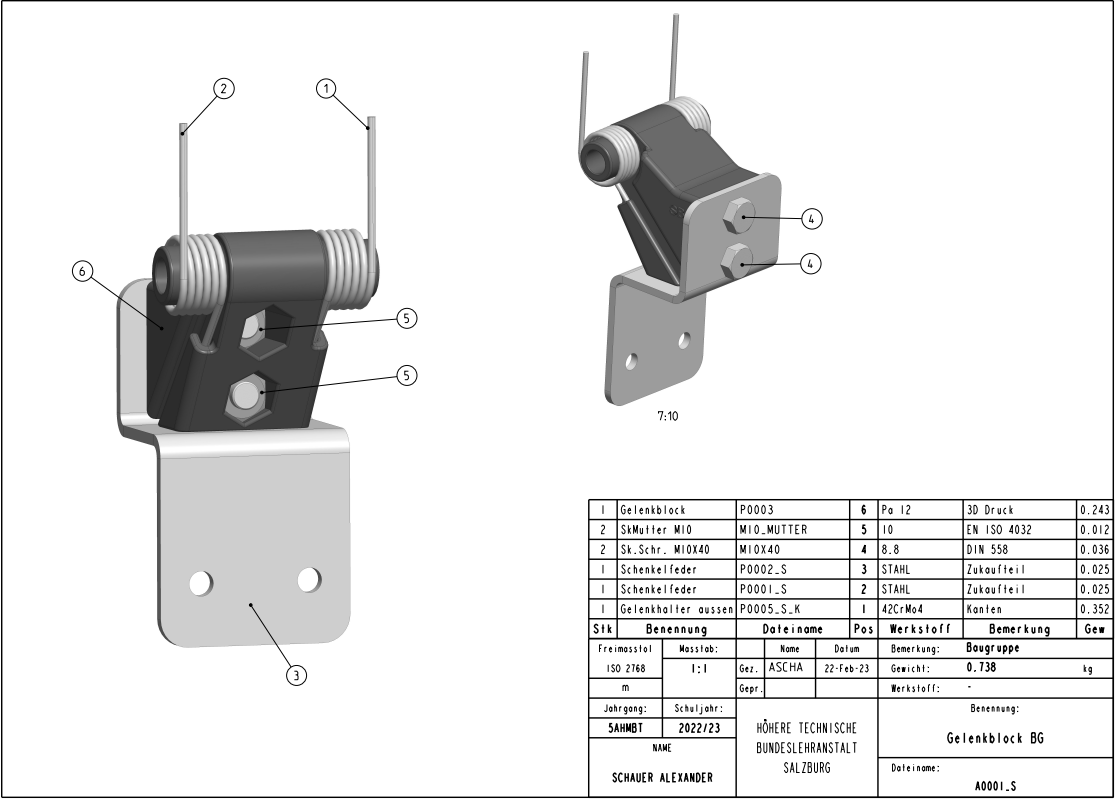 2
1
6
5
5
3
4
4
7:10
1 Gelenkblock P0003 6 Pa 12 3D Druck 0.243
2 SkMutter M10 M10_MUTTER 5 10 EN ISO 4032 0.012
2 Sk.Schr. M10X40 M10X40 4 8.8 DIN 558 0.036
1 Schenkelfeder P0002_S 3 STAHL Zukaufteil 0.025
1 Schenkelfeder P0001_S 2 STAHL Zukaufteil 0.025
1 Gelenkhalter aussen P0005_S_K 1 42CrMo4 Kanten 0.352
Stk Benennung Dateiname Pos Werkstoff Bemerkung Gew
Freimasstol Masstab: Name Datum Bemerkung: Baugruppe
ISO 2768 1:1 Gez. ASCHA 22-Feb-23 Gewicht: 0.738 kg
m Gepr. Werkstoff: -
Jahrgang: Schuljahr: Benennung:
5AHMBT 2022/23 HÖHERE TECHNISCHE Gelenkblock BG
NAME BUNDESLEHRANSTALT
SCHAUER ALEXANDER SALZBURG Dateiname:
A0001_S